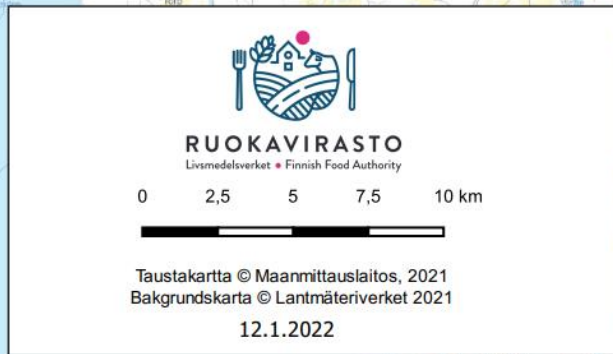 RUOKAVIRASTO
Livsmedelsverket • Finnish Food Authority
0 2,5 5 7,5 10 km
Taustakartta © Maanmittauslaitos, 2021
Bakgrundskarta © Lantmäteriverket 2021
12.1.2022